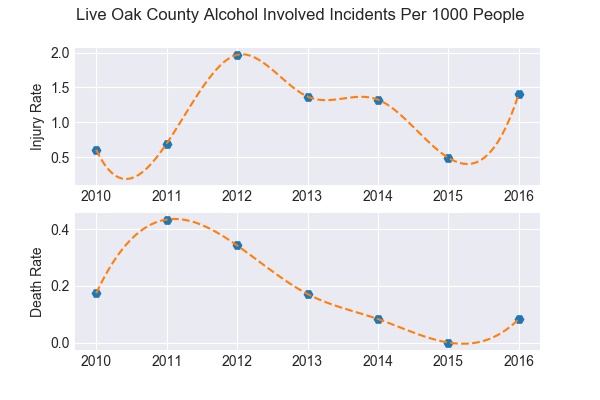 Live Oak County Alcohol Involved Incidents Per 1000 People
2.0
1.5
1.0
0.5
Injury Rate
2010 2011 2012 2013 2014 2015 2016
0.4
0.2
0.0
Death Rate
2010 2011 2012 2013 2014 2015 2016